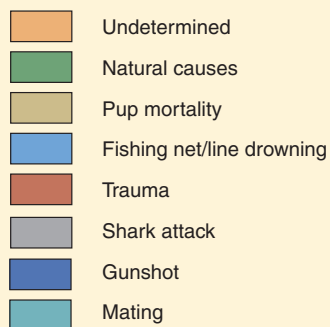 Undetermined
Natural causes
Pup mortality
Fishing net/line drowning
Trauma
Shark attack
Gunshot
Mating